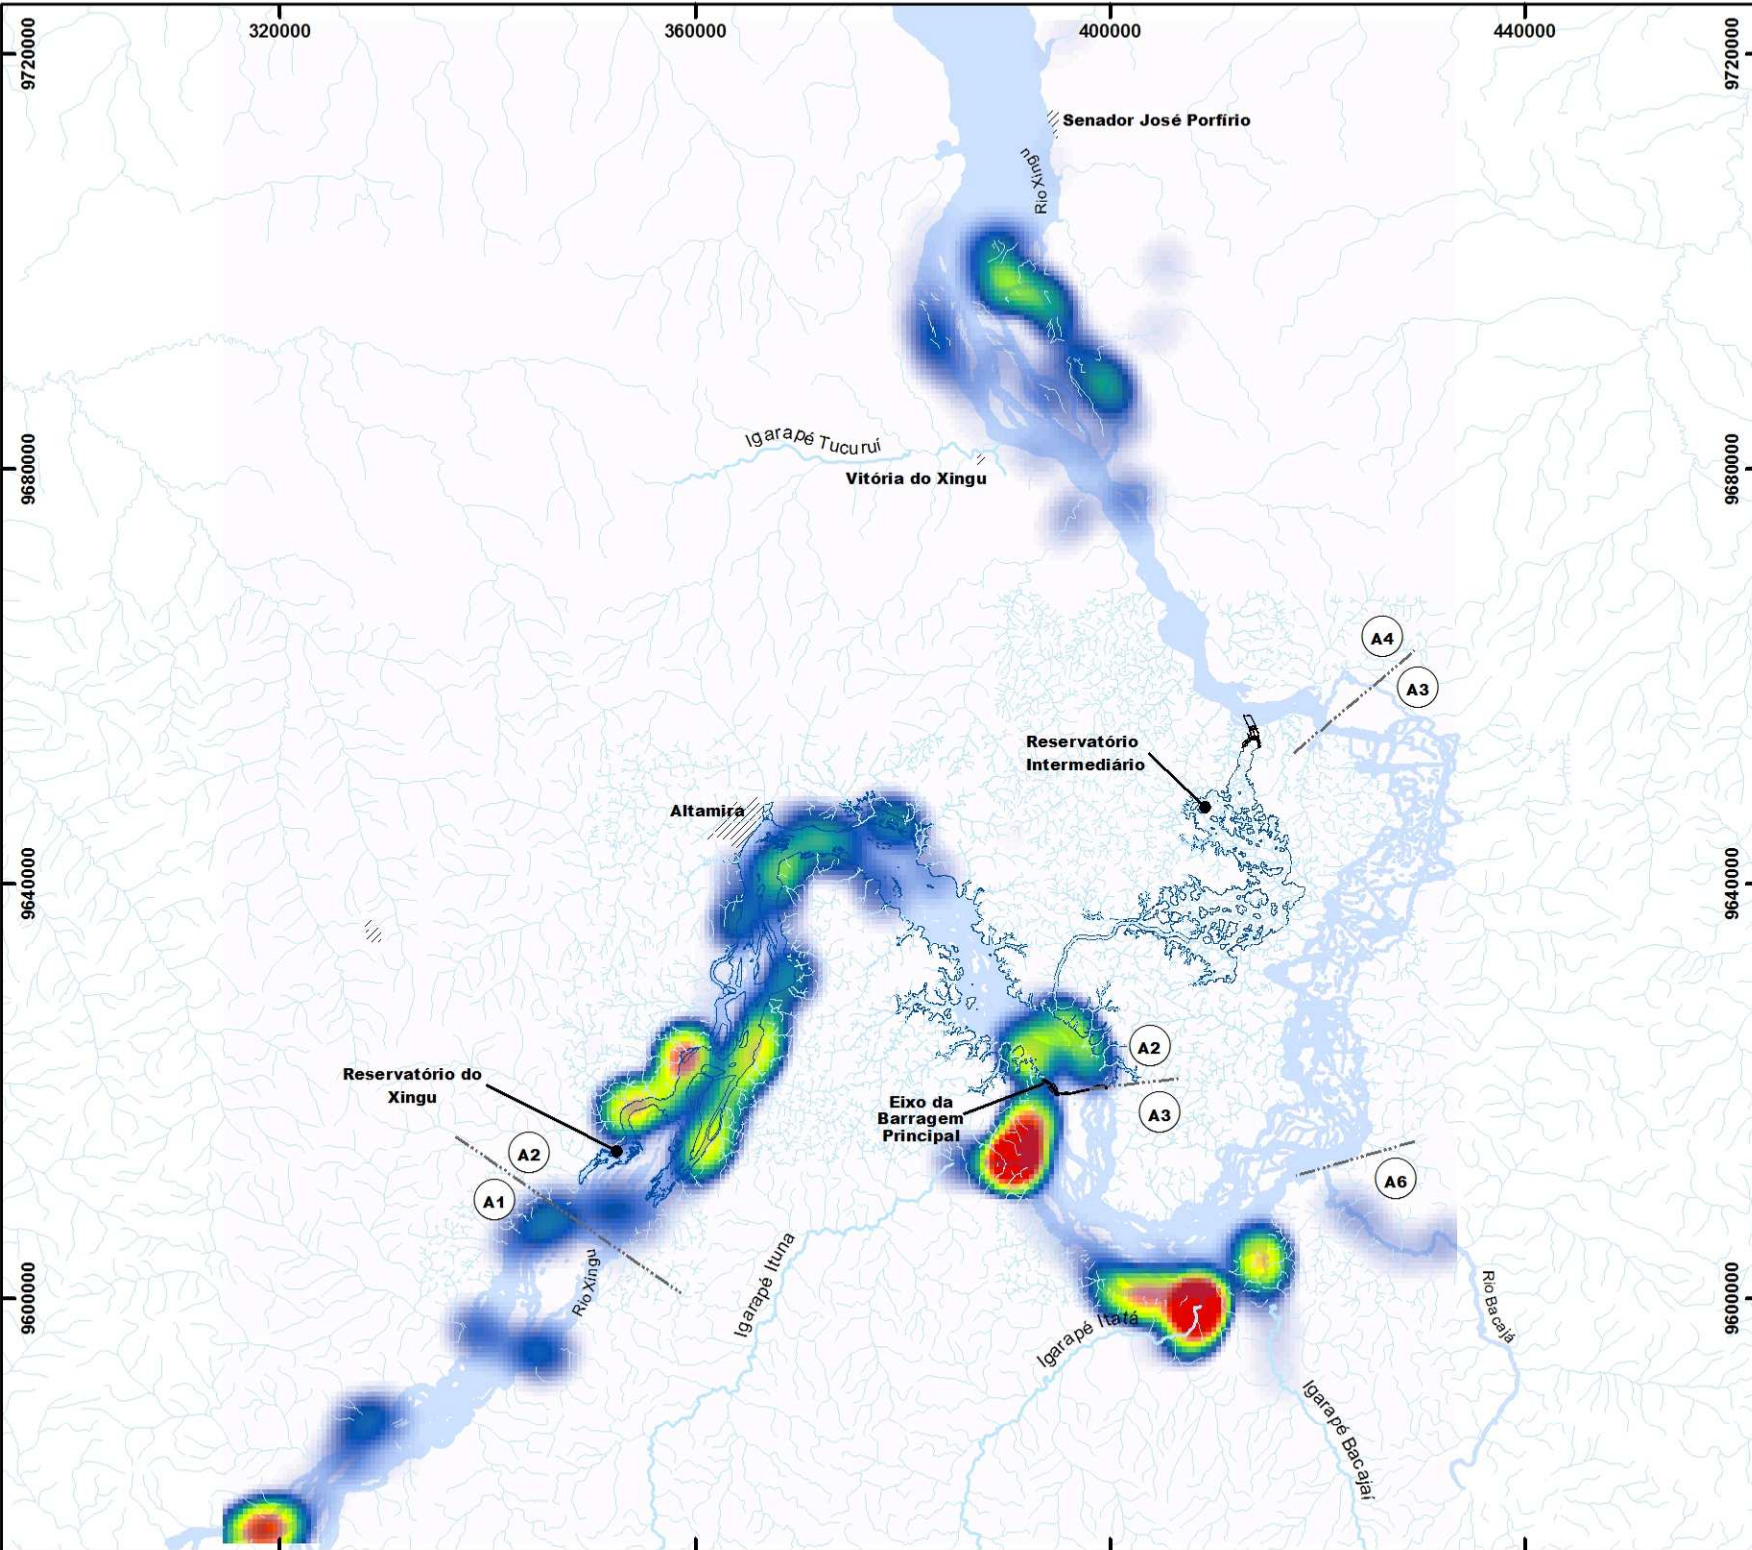 320000
360000
400000
440000
9720000
9720000
Senador José Porfírio
Rio Xingu
Igarapé Tucuruí
Vitória do Xingu
9680000
9680000
A4
A3
Reservatório
Intermediário
Altamira
9640000
9640000
A2
Reservatório do
Xingu
Eixo da
Barragem
Principal
A3
A2
A1
A6
Rio Xingu
Igarapé Ituna
Igarapé Itatá
Rio Bacajá
Igarapé Bacajaí
9600000
9600000